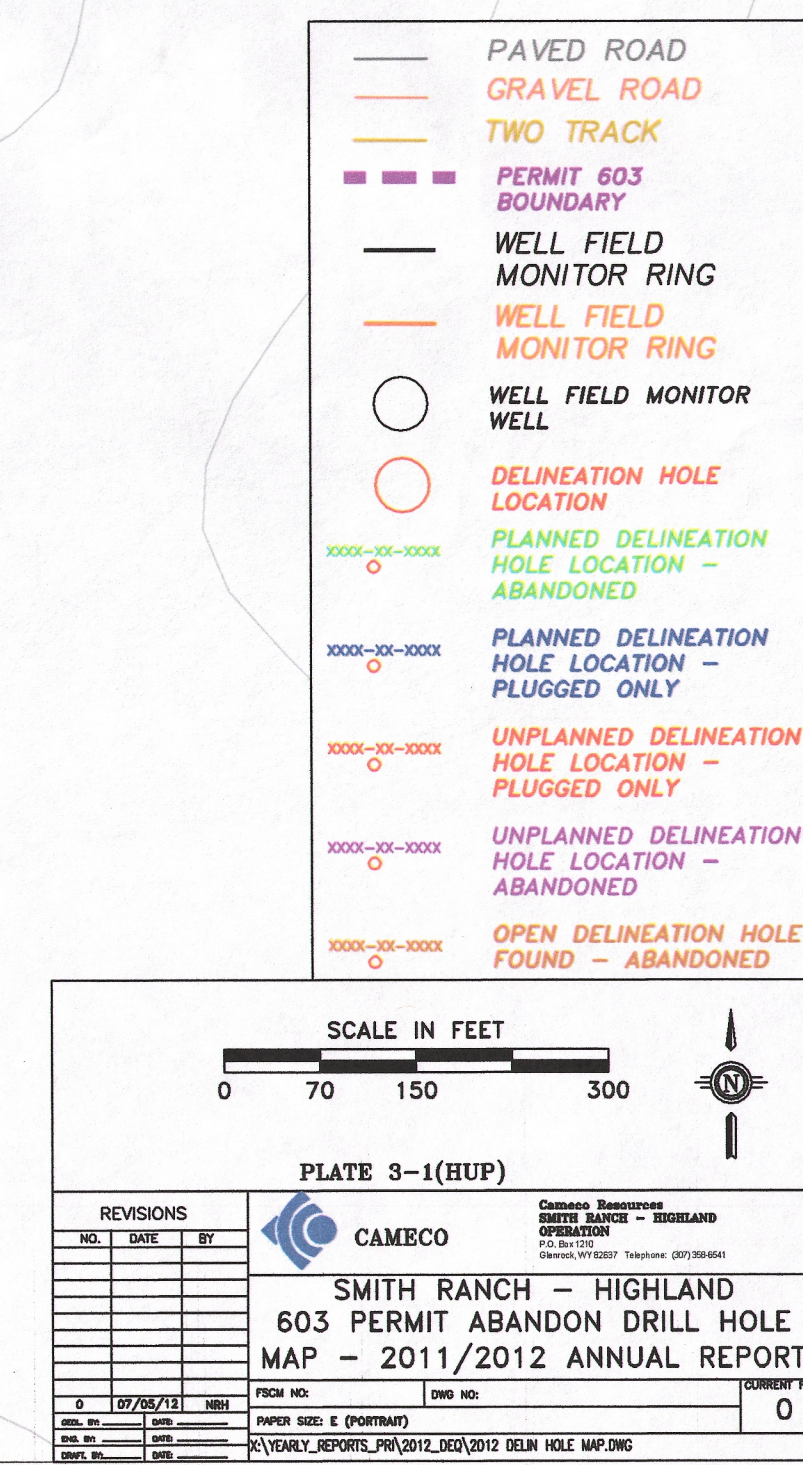 PAVED ROAD
GRAVEL ROAD
TWO TRACK
PERMIT 603
BOUNDARY
WELL FIELD
MONITOR RING
WELL FIELD
MONITOR RING
WELL FIELD MONITOR
WELL
DELINEATION HOLE
LOCATION
XXXX-XX-XXXX
PLANNED DELINEATION
HOLE LOCATION -
ABANDONED
XXXX-XX-XXXX
PLANNED DELINEATION
HOLE LOCATION -
PLUGGED ONLY
XXXX-XX-XXXX
UNPLANNED DELINEATION
HOLE LOCATION -
PLUGGED ONLY
XXXX-XX-XXXX
UNPLANNED DELINEATION
HOLE LOCATION -
ABANDONED
XXXX-XX-XXXX
OPEN DELINEATION HOLE
FOUND - ABANDONED
SCALE IN FEET
0 70 150 300
N
PLATE 3-1(HUP)
REVISIONS
NO. DATE BY
0 07/05/12 NRH
GEOL. BY: DATE:
ENG. BY: DATE:
DRAFT. BY: DATE:
CAMECO
Cameco Resources
SMITH RANCH - HIGHLAND
OPERATION
P.O. Box 1210
Glenrock, WY 82637 Telephone: (307) 358-6541
SMITH RANCH - HIGHLAND
603 PERMIT ABANDON DRILL HOLE
MAP - 2011/2012 ANNUAL REPORT
FSCM NO: DWG NO: CURRENT
0
PAPER SIZE: E (PORTRAIT)
X:\YEARLY_REPORTS_PRI\2012_DEQ\2012 DELIN HOLE MAP.DWG